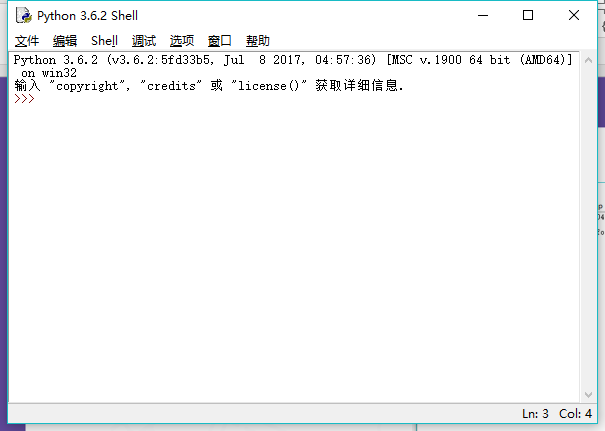 Python 3.6.2 Shell
文件 编辑 Shell 调试 选项 窗口 帮助
Python 3.6.2 (v3.6.2:5fd33b5, Jul  8 2017, 04:57:36) [MSC v.1900 64 bit (AMD64)]
 on win32
输入 "copyright", "credits" 或 "license()" 获取详细信息.
>>>
Ln: 3 Col: 4